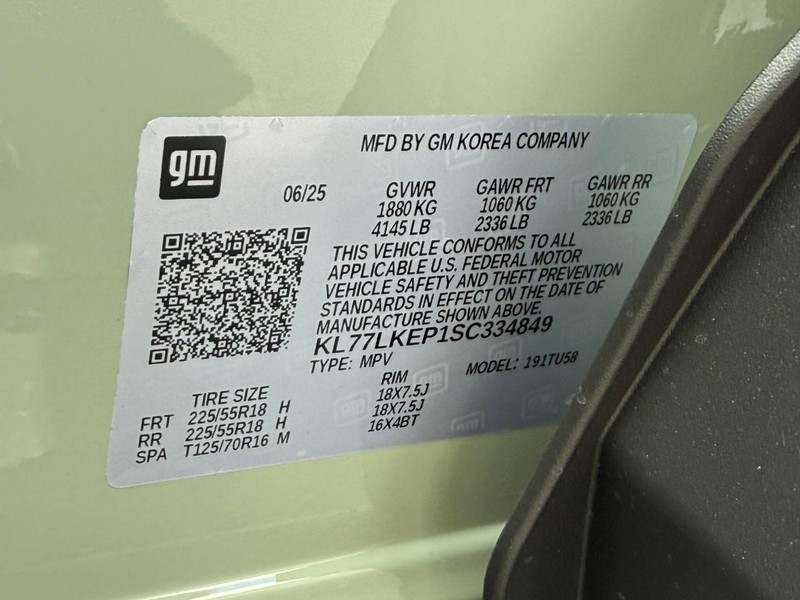 gm
MFD BY GM KOREA COMPANY
06/25 GVWR GAWR FRT GAWR RR
1880 KG 1060 KG 1060 KG
4145 LB 2336 LB 2336 LB
THIS VEHICLE CONFORMS TO ALL
APPLICABLE U.S. FEDERAL MOTOR
VEHICLE SAFETY AND THEFT PREVENTION
STANDARDS IN EFFECT ON THE DATE OF
MANUFACTURE SHOWN ABOVE.
KL77LKEP1SC334849
TYPE: MPV MODEL: 191TU58
TIRE SIZE RIM
FRT 225/55R18 H 18X7.5J
RR 225/55R18 H 18X7.5J
SPA T125/70R16 M 16X4BT